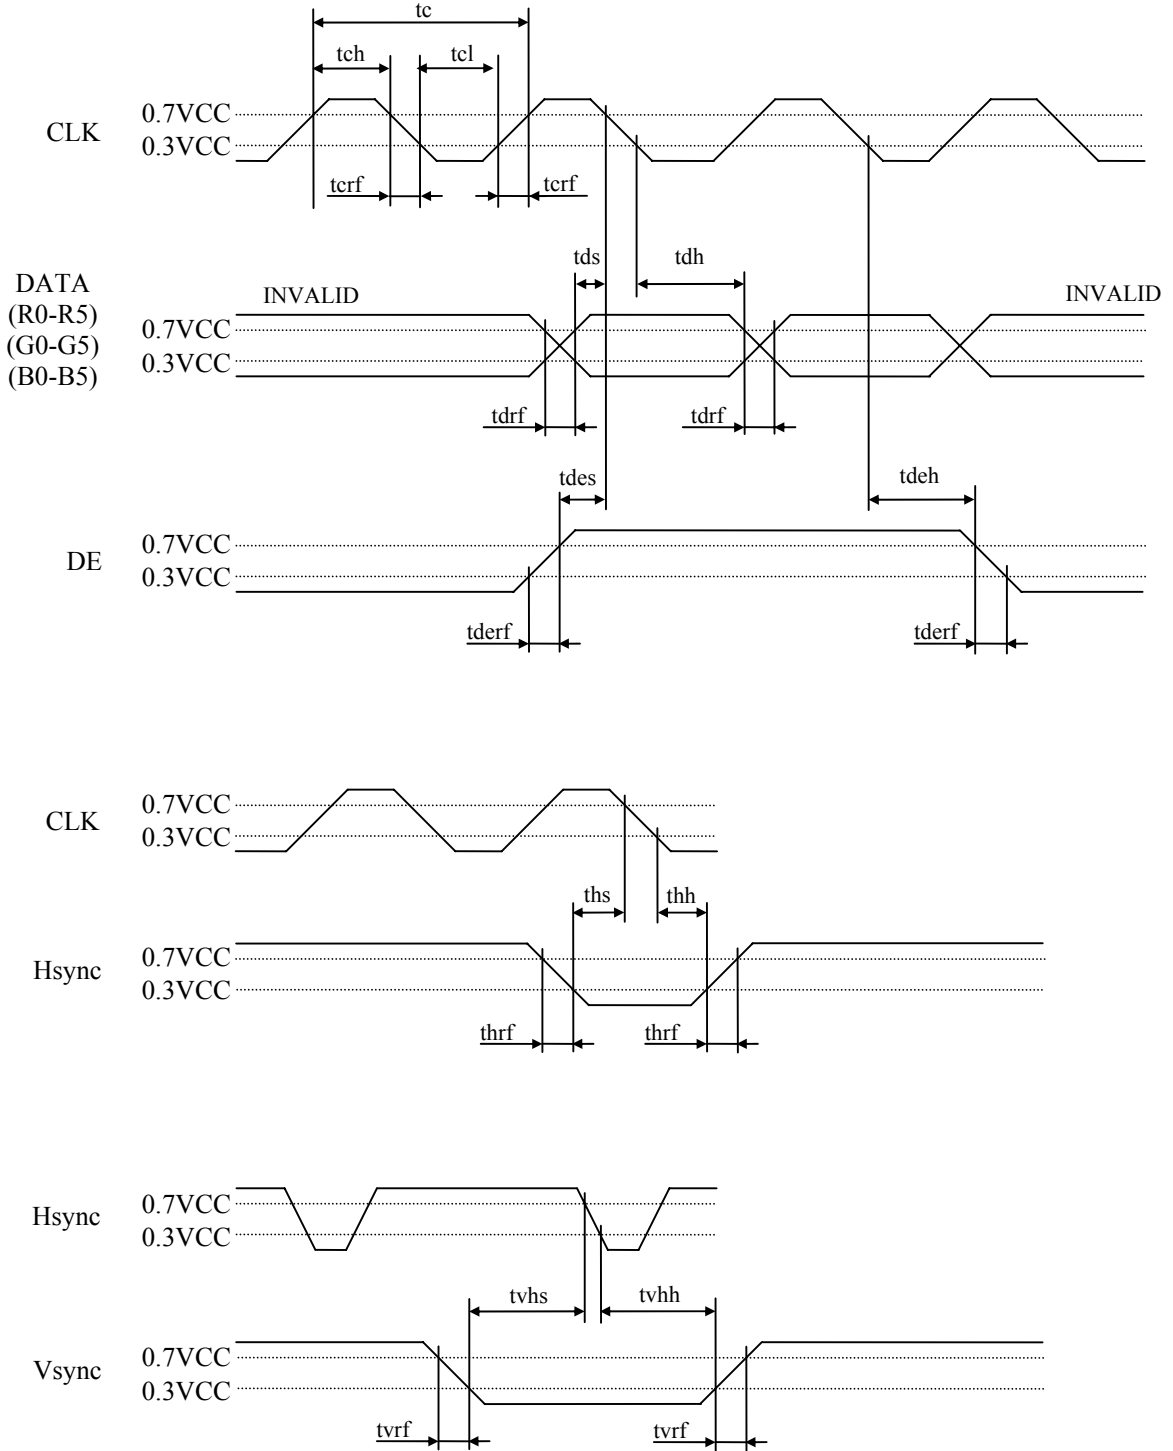 tc
tch
tcl
CLK
0.7VCC
0.3VCC
tcrf
tcrf
tds
tdh
DATA
(R0-R5)
(G0-G5)
(B0-B5)
INVALID
INVALID
0.7VCC
0.3VCC
tdrf
tdrf
tdes
tdeh
DE
0.7VCC
0.3VCC
tderf
tderf
CLK
0.7VCC
0.3VCC
ths
thh
Hsync
0.7VCC
0.3VCC
thrf
thrf
Hsync
0.7VCC
0.3VCC
tvhs
tvhh
Vsync
0.7VCC
0.3VCC
tvrf
tvrf